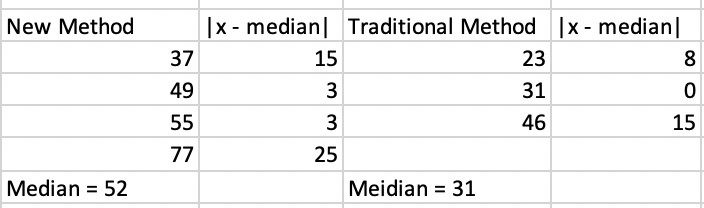 New Method |x - median| Traditional Method |x - median|
37 15 23 8
49 3 31 0
55 3 46 15
77 25
Median = 52 Meidian = 31